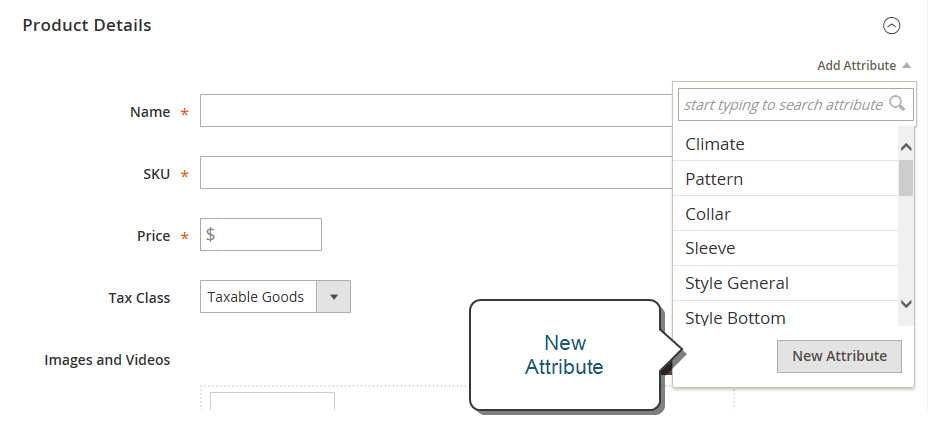 Product Details
Add Attribute
Name *
start typing to search attribute
Climate
SKU *
Pattern
Collar
Price *
$
Sleeve
Style General
Tax Class
Taxable Goods
Style Bottom
New
Attribute
New Attribute
Images and Videos